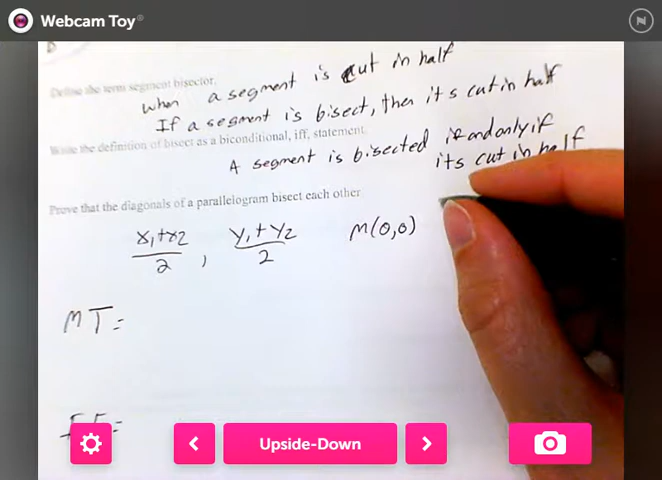 Webcam Toy®
Define the term segment bisector.
when a segment is cut in half
If a segment is bisect, then it's cut in half
Write the definition of bisect as a biconditional, iff, statement.
A segment is bisected if and only if
it's cut in half
Prove that the diagonals of a parallelogram bisect each other
x₁+x₂/2 , y₁+y₂/2 M(0,0)
MT=
Upside-Down